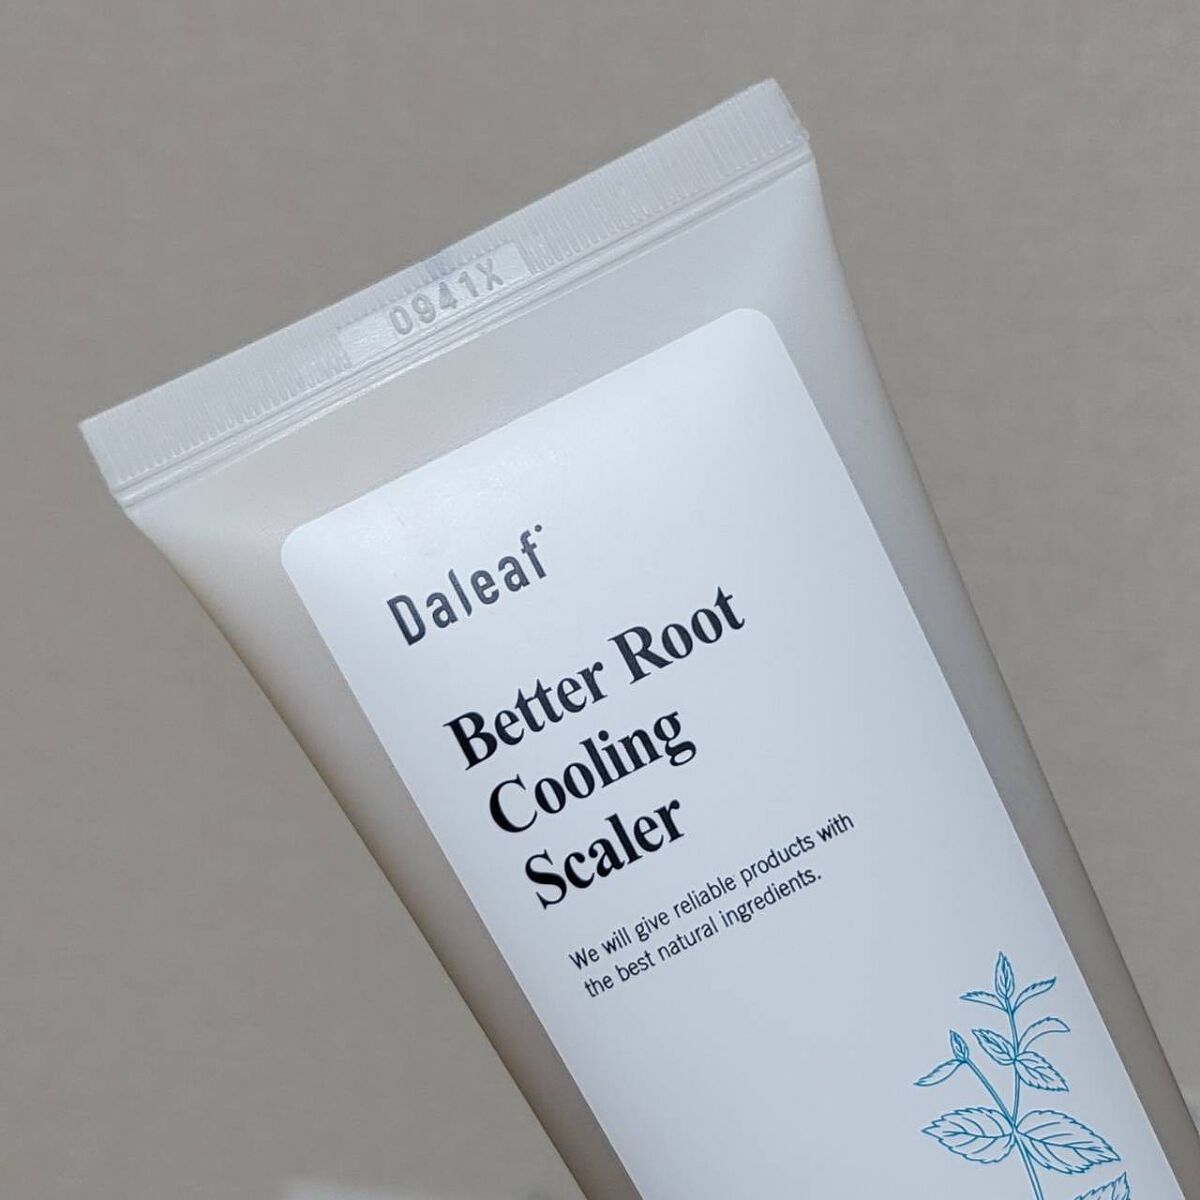 0941X
Daleaf
Better Root
Cooling
Scaler
We will give reliable products with
the best natural ingredients.